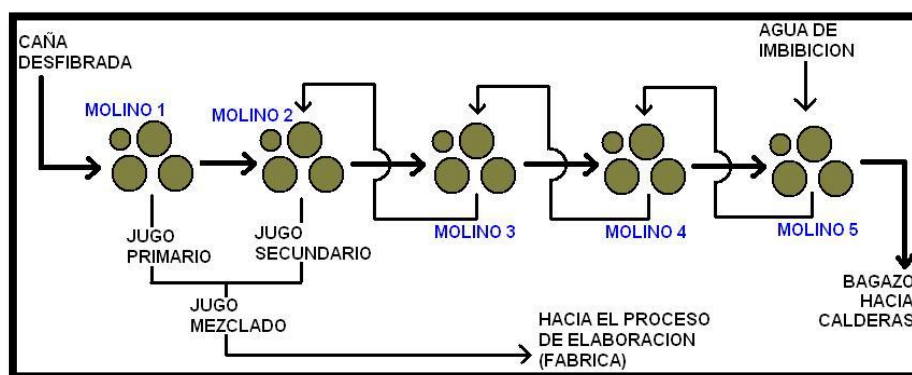 CAÑA
DESFIBRADA
AGUA DE
IMBIBICION
MOLINO 1
MOLINO 2
MOLINO 3
MOLINO 4
MOLINO 5
JUGO
PRIMARIO
JUGO
SECUNDARIO
JUGO
MEZCLADO
HACIA EL PROCESO
DE ELABORACION
(FABRICA)
BAGAZO
HACIA
CALDERAS